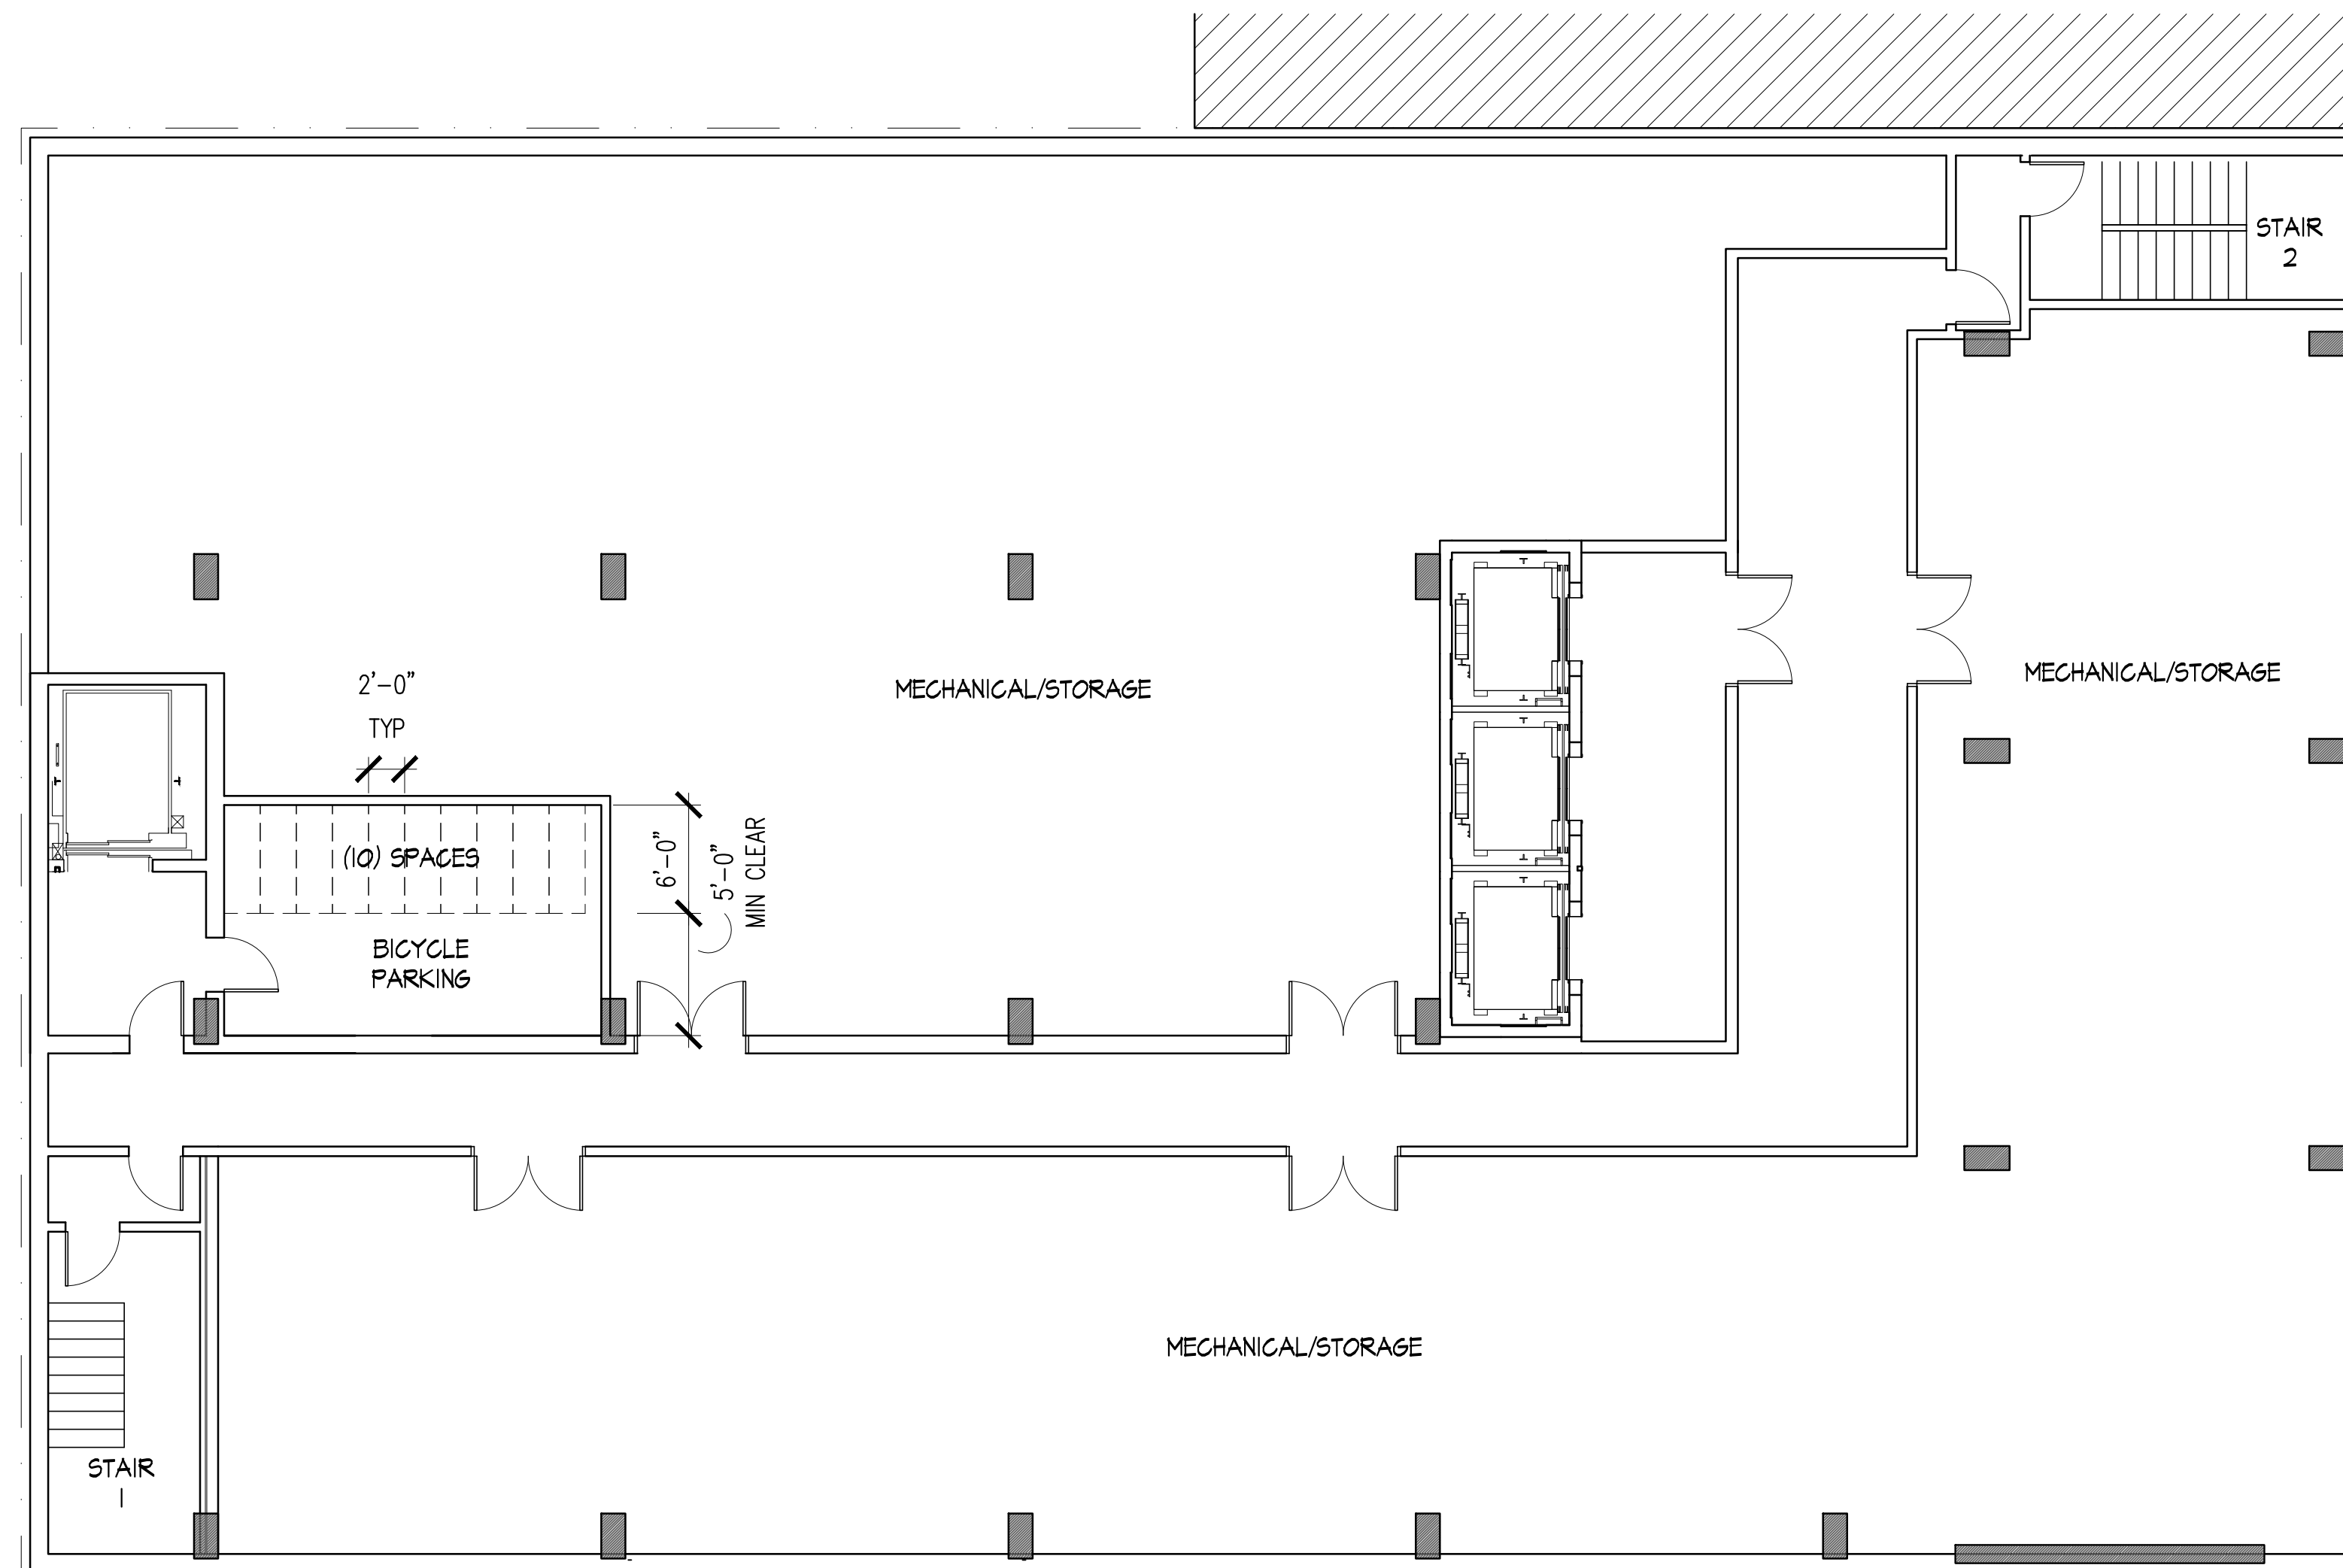 STAIR
2
MECHANICAL/STORAGE
2'-0"
TYP
MECHANICAL/STORAGE
(10) SPACES
6'-0"
5'-0"
MIN CLEAR
BICYCLE
PARKING
MECHANICAL/STORAGE
STAIR
1